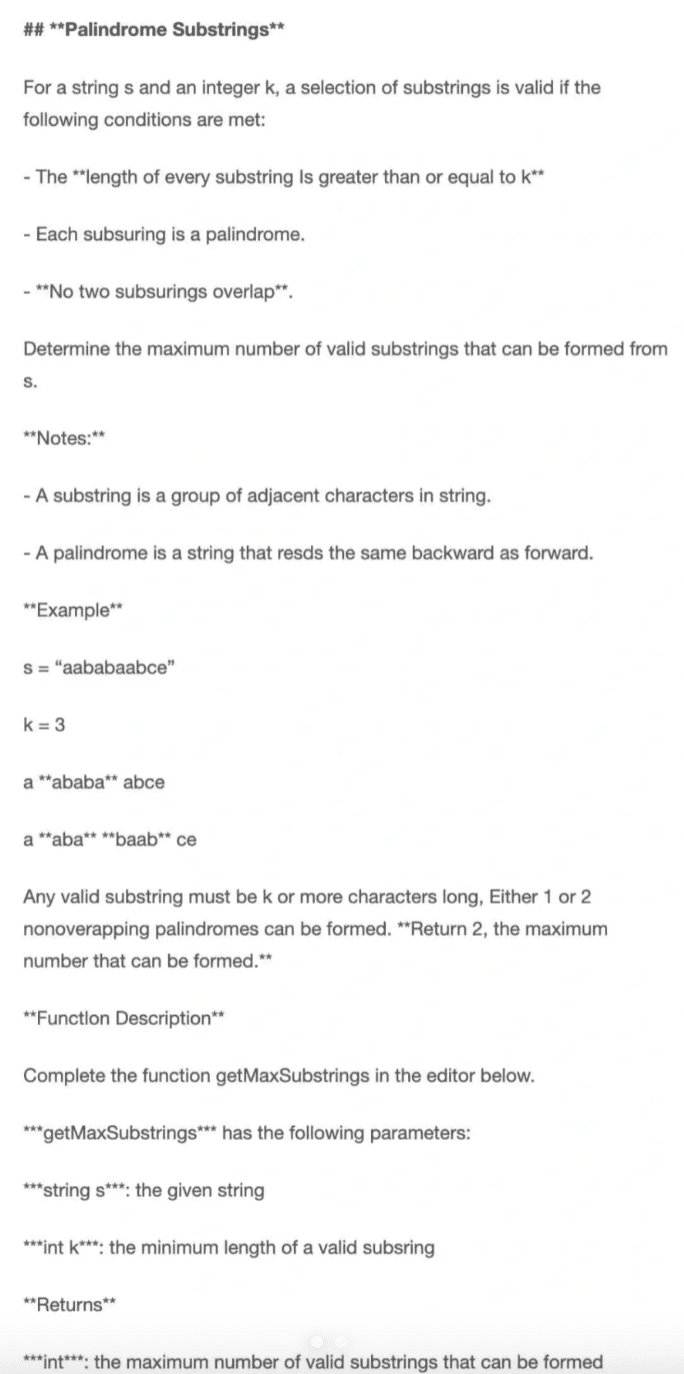 ## **Palindrome Substrings**
For a string s and an integer k, a selection of substrings is valid if the
following conditions are met:
- The **length of every substring Is greater than or equal to k**
- Each subsuring is a palindrome.
- **No two subsurings overlap**.
Determine the maximum number of valid substrings that can be formed from
s.
**Notes:**
- A substring is a group of adjacent characters in string.
- A palindrome is a string that resds the same backward as forward.
**Example**
s = “aababaabce”
k = 3
a **ababa** abce
a **aba** **baab** ce
Any valid substring must be k or more characters long, Either 1 or 2
nonoverapping palindromes can be formed. **Return 2, the maximum
number that can be formed.**
**Functlon Description**
Complete the function getMaxSubstrings in the editor below.
***getMaxSubstrings*** has the following parameters:
***string s***: the given string
***int k***: the minimum length of a valid subsring
**Returns**
***int***: the maximum number of valid substrings that can be formed